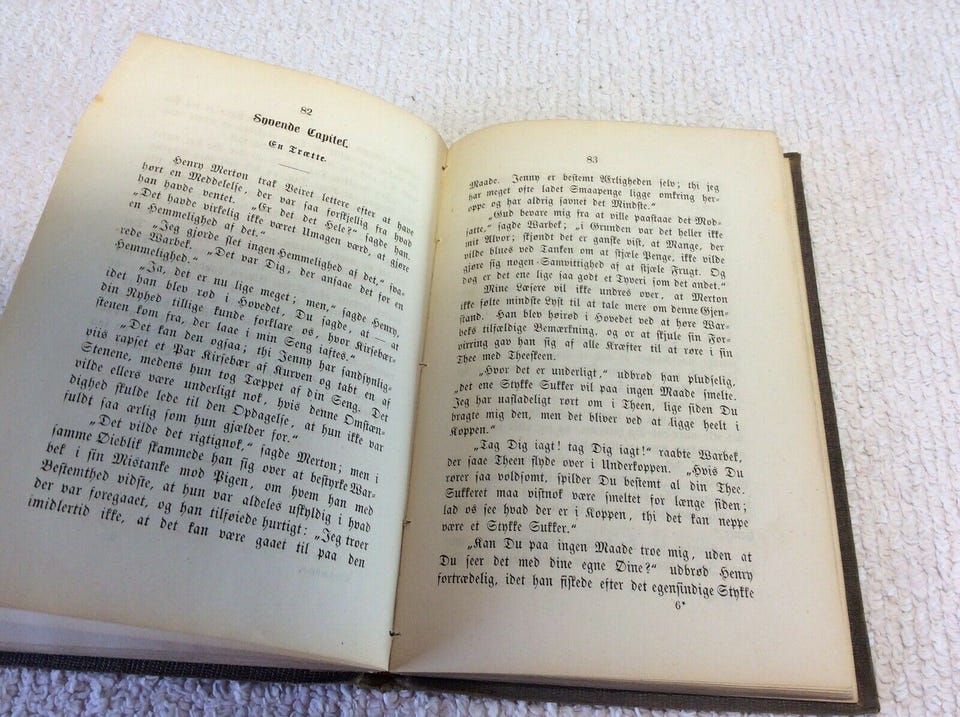 82
Syvende Capitel.
En Trætte.
Henry Merton trak Veiret lettere efter at have
hørt en Meddelelse, der var saa forskjellig fra hvad
han havde ventet. „Er det det Hele?“ sagde han.
„Det havde virkelig ikke været Umagen værd, at gjøre
en Hemmelighed af det.“
„Jeg gjorde slet ingen Hemmelighed af det,“ sva-
rede Warbek. „Det var Dig, der ansaae det for en
Hemmelighed.“
„Ja, det er nu lige meget; men,“ sagde Henry,
idet han blev rød i Hovedet, Du sagde, at — at
din Nyhed tillige kunde forklare os, hvor Kirsebær-
stenen kom fra, der laae i min Seng iaftes.“
„Det kan den ogsaa; thi Jenny har sandsynlig-
viis rapset et Par Kirsebær af Kurven og tabt en af
Stenene, medens hun tog Tæppet af din Seng. Det
vilde ellers være underligt nok, hvis denne Omstæn-
dighed skulde lede til den Opdagelse, at hun ikke var
fuldt saa ærlig som hun gjælder for.“
„Det vilde det rigtignok,“ sagde Merton; men i
samme Øieblik skammede han sig over at bestyrke War-
bek i sin Mistanke mod Pigen, om hvem han med
Bestemthed vidste, at hun var aldeles uskyldig i hvad
der var foregaaet, og han tilføiede hurtigt: „Jeg troer
imidlertid ikke, at det kan være gaaet til paa den
83
Maade. Jenny er bestemt Ærligheden selv; thi jeg
har meget ofte ladet Smaapenge ligge omkring her-
oppe og har aldrig savnet det Mindste.“
„Gud bevare mig fra at ville paastaae det Mod-
satte,“ sagde Warbek; „i Grunden var det heller ikke
mit Alvor; skjøndt det er ganske vist, at Mange, der
vilde blues ved Tanken om at stjæle Penge, ikke vilde
gjøre sig nogen Samvittighed af at stjæle Frugt. Og
dog er det ene lige saa godt et Tyveri som det andet.“
Mine Læsere vil ikke undres over, at Merton
ikke følte mindste Lyst til at tale mere om denne Gjen-
stand. Han blev høirød i Hovedet ved at høre War-
beks tilfældige Bemærkning, og or at skjule sin For-
virring gav han sig af alle Kræfter til at røre i sin
Thee med Theskeen.
„Hvor det er underligt,“ udbrød han pludselig,
„det ene Stykke Sukker vil paa ingen Maade smelte.
Jeg har uafladeligt rørt om i Theen, lige siden Du
bragte mig den, men det bliver ved at ligge heelt i
Koppen.“
„Tag Dig iagt! tag Dig iagt!“ raabte Warbek,
der saae Theen flyde over i Underkoppen. „Hvis Du
rører saa voldsomt, spilder Du bestemt al din Thee.
Sukkeret maa vistnok være smeltet for længe siden;
lad os see hvad der er i Koppen, thi det kan neppe
være et Stykke Sukker.“
„Kan Du paa ingen Maade troe mig, uden at
Du seer det med dine egne Øine?“ udbrød Henry
fortrædelig, idet han fiskede efter det egensindige Stykke
6*